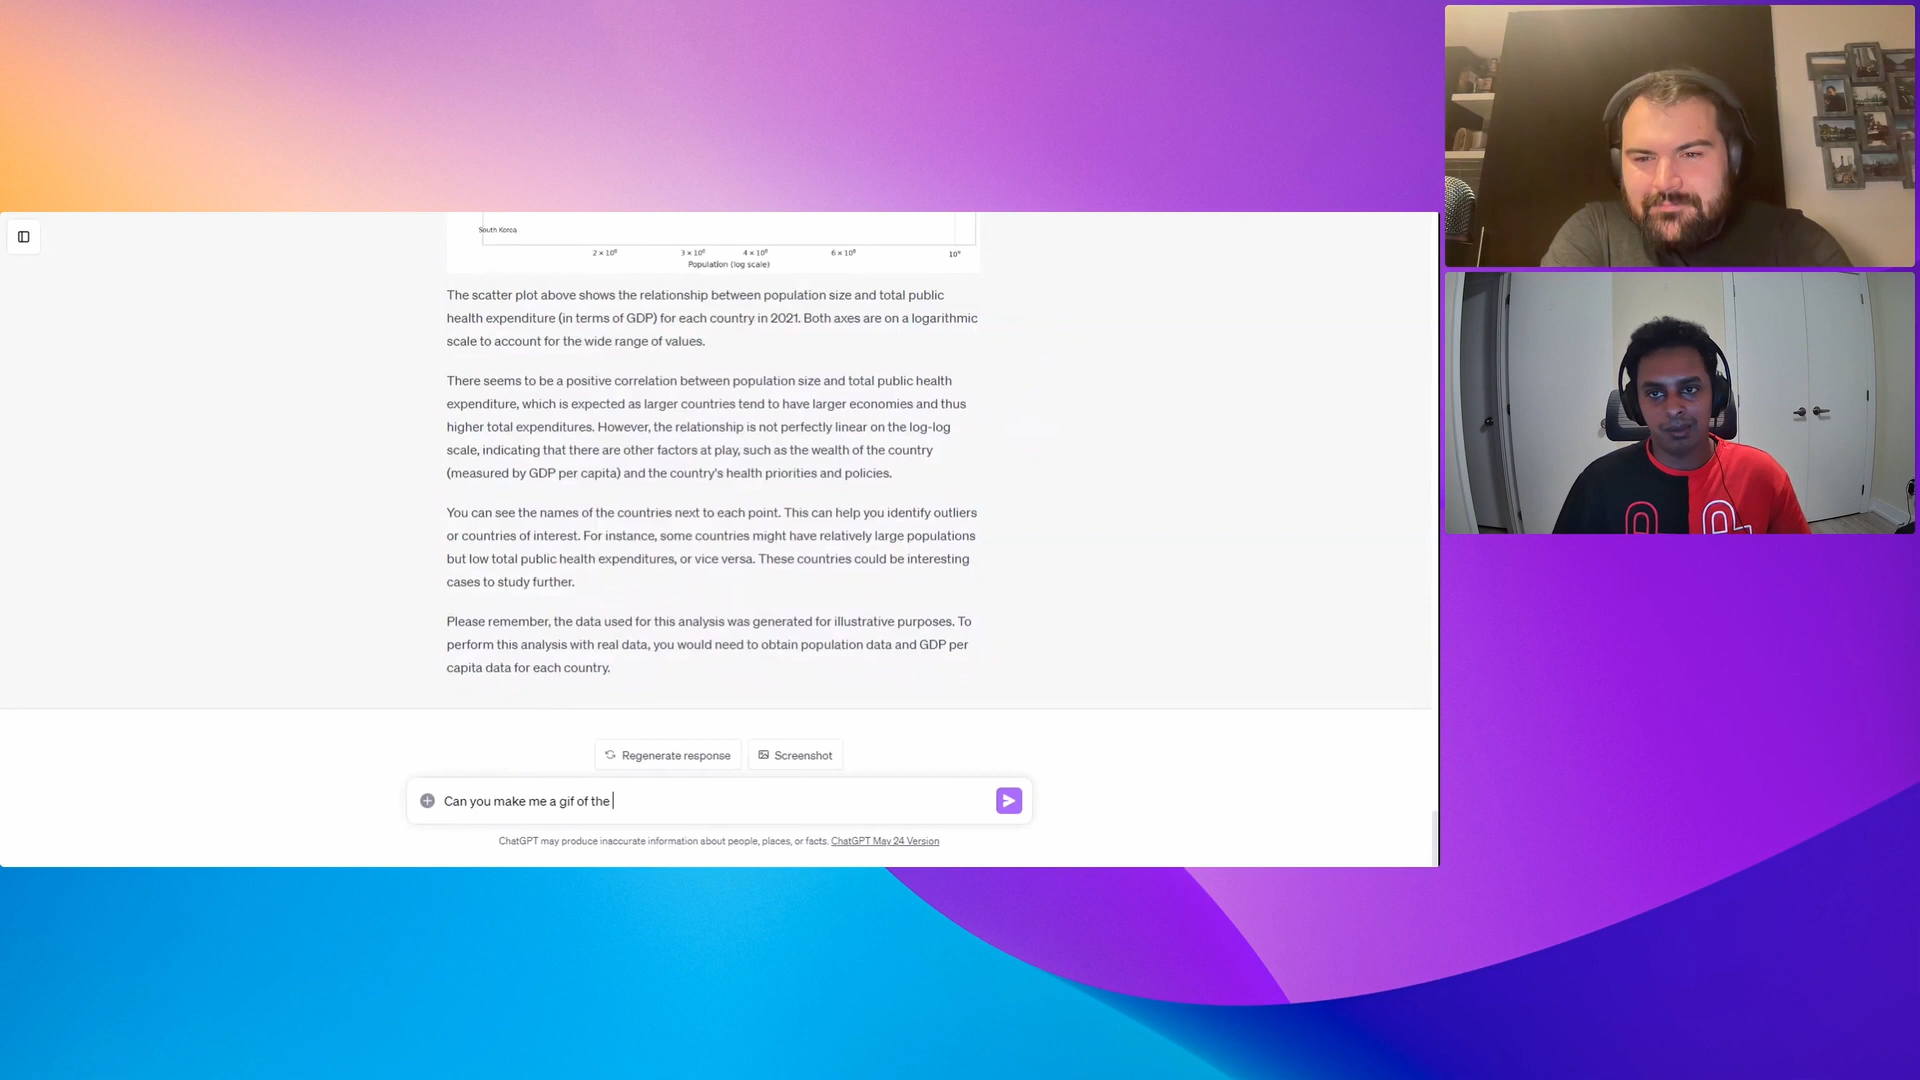 South Korea
2 × 10⁸
3 × 10⁸
4 × 10⁸
6 × 10⁸
10⁹
Population (log scale)
The scatter plot above shows the relationship between population size and total public
health expenditure (in terms of GDP) for each country in 2021. Both axes are on a logarithmic
scale to account for the wide range of values.
There seems to be a positive correlation between population size and total public health
expenditure, which is expected as larger countries tend to have larger economies and thus
higher total expenditures. However, the relationship is not perfectly linear on the log-log
scale, indicating that there are other factors at play, such as the wealth of the country
(measured by GDP per capita) and the country's health priorities and policies.
You can see the names of the countries next to each point. This can help you identify outliers
or countries of interest. For instance, some countries might have relatively large populations
but low total public health expenditures, or vice versa. These countries could be interesting
cases to study further.
Please remember, the data used for this analysis was generated for illustrative purposes. To
perform this analysis with real data, you would need to obtain population data and GDP per
capita data for each country.
Regenerate response
Screenshot
Can you make me a gif of the
ChatGPT may produce inaccurate information about people, places, or facts. ChatGPT May 24 Version